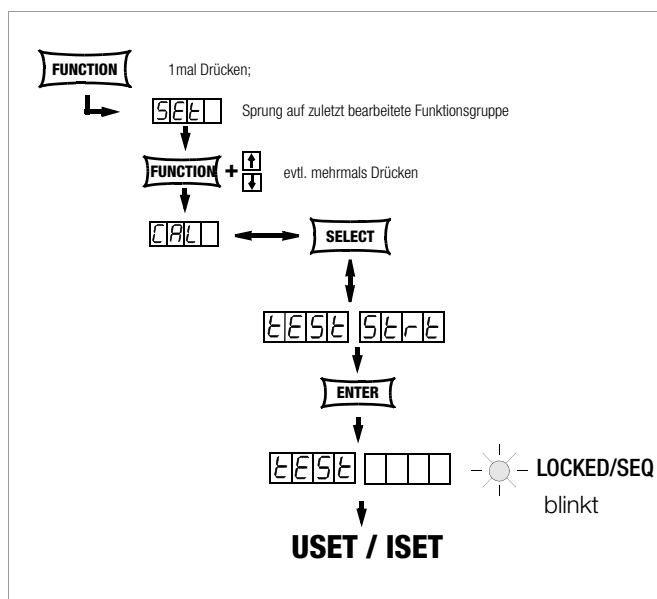 FUNCTION 1mal Drücken;
SEt Sprung auf zuletzt bearbeitete Funktionsgruppe
FUNCTION + evtl. mehrmals Drücken
CAL SELECT
tESt Strt
ENTER
tESt LOCKED/SEQ
blinkt
USET / ISET